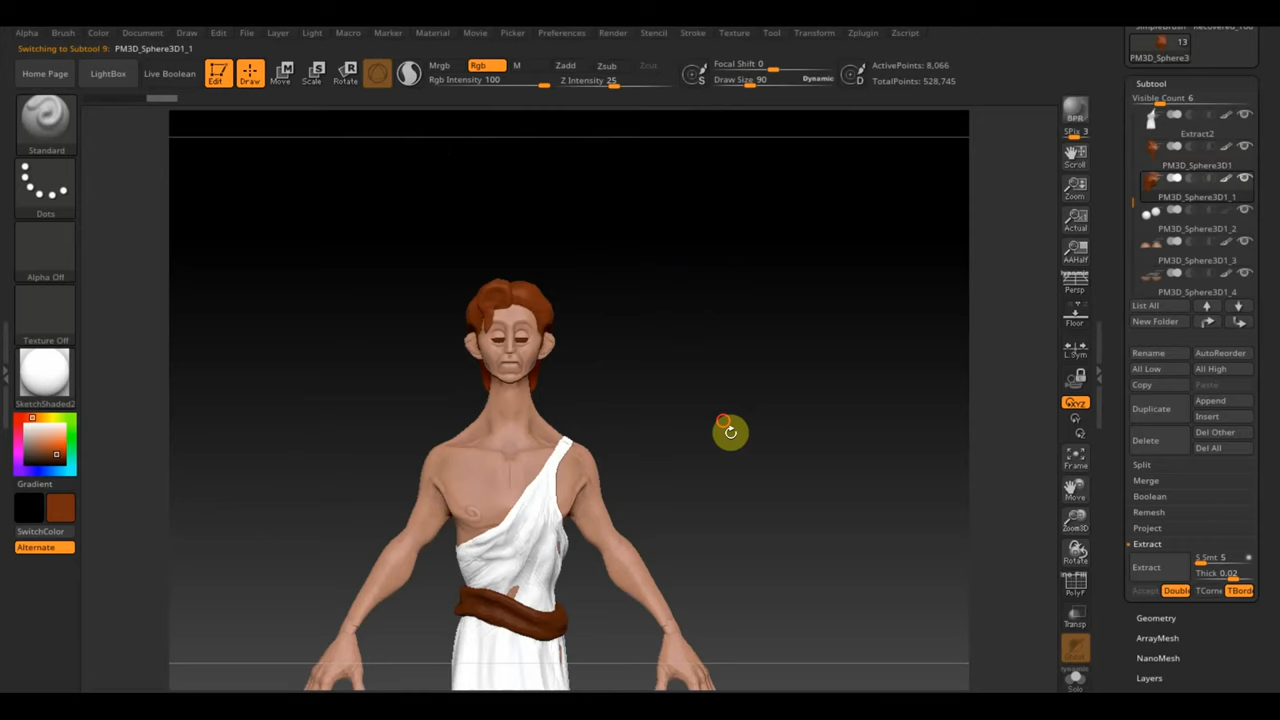 Alpha Brush Color Document Draw Edit File Layer Light Macro Marker Material Movie Picker Preferences Render Stencil Stroke Texture Tool Transform Zplugin Zscript
Switching to Subtool 9: PM3D_Sphere3D1_1
Home Page LightBox Live Boolean Edit Draw Move Scale Rotate
Mrgb Rgb M Zadd Zsub Zcut
Rgb Intensity 100 Z Intensity 25
Focal Shift 0
Draw Size 90 Dynamic
S
D
ActivePoints: 8,066
TotalPoints: 528,745
Standard
Dots
Alpha Off
Texture Off
SketchShaded2
Gradient
SwitchColor
Alternate
BPR
SPix 3
Scroll
Zoom
Actual
AAHalf
Persp
Floor
L.Sym
XYZ
Frame
Move
Zoom3D
Rotate
PolyF
Transp
Ghost
Solo
13
PM3D_Sphere3
Subtool
Visible Count 6
Extract2
PM3D_Sphere3D1
PM3D_Sphere3D1_1
PM3D_Sphere3D1_2
PM3D_Sphere3D1_3
PM3D_Sphere3D1_4
List All
New Folder
Rename AutoReorder
All Low All High
Copy Paste
Duplicate Append
Insert
Delete Del Other
Del All
Split
Merge
Boolean
Remesh
Project
Extract
Extract S Smt 5
Thick 0.02
Accept Double TCorne TBord
Geometry
ArrayMesh
NanoMesh
Layers